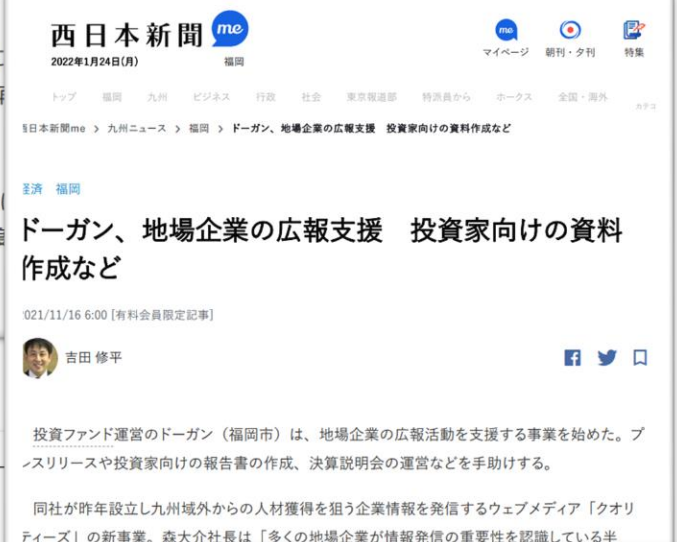 西日本新聞 me
2022年1月24日(月)
福岡
マイページ 朝刊・夕刊 特集
トップ 福岡 九州 ビジネス 行政 社会 東京報道部 特派員から ホークス 全国・海外
カテゴ
日本新聞me > 九州ニュース > 福岡 > ドーガン、地場企業の広報支援 投資家向けの資料作成など
経済 福岡
ドーガン、地場企業の広報支援 投資家向けの資料
作成など
021/11/16 6:00 [有料会員限定記事]
吉田 修平
投資ファンド運営のドーガン（福岡市）は、地場企業の広報活動を支援する事業を始めた。プ
レスリリースや投資家向けの報告書の作成、決算説明会の運営などを手助けする。
同社が昨年設立し九州域外からの人材獲得を狙う企業情報を発信するウェブメディア「クオリ
ティーズ」の新事業。森大介社長は「多くの地場企業が情報発信の重要性を認識している半